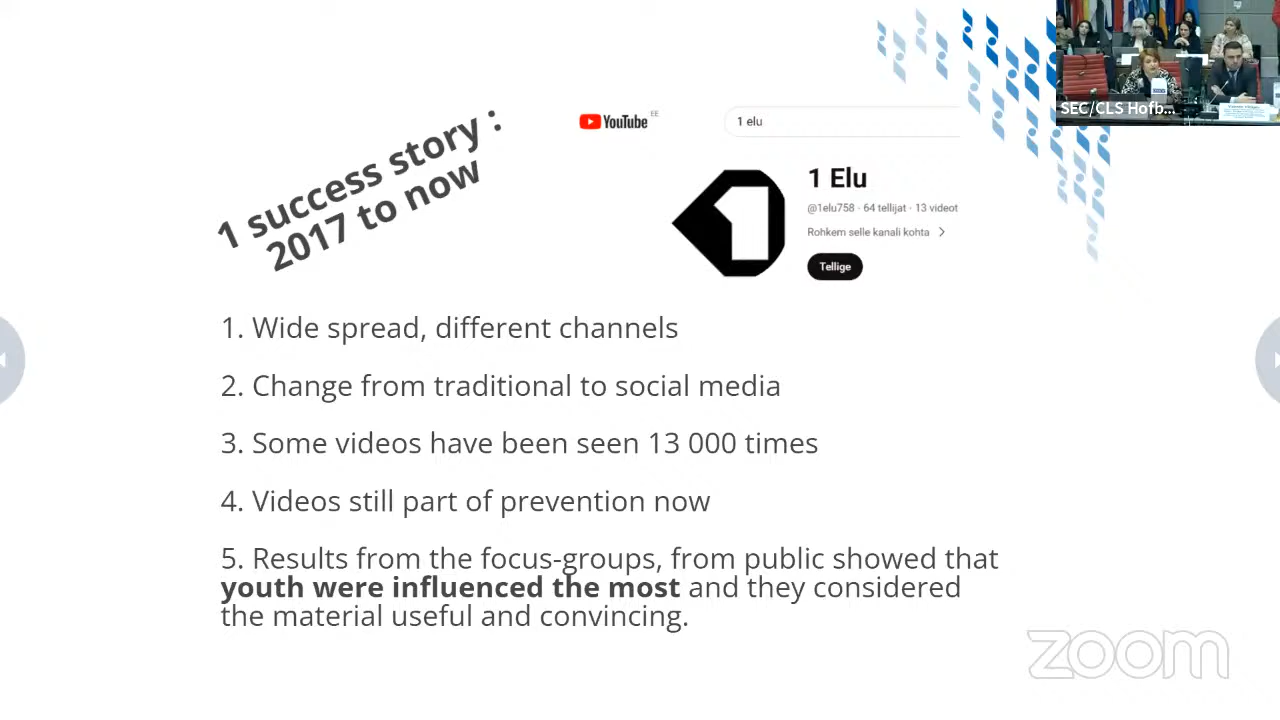 SEC/CLS Hofb...
1 success story :
2017 to now
YouTube EE
1 elu
1
1 Elu
@1elu758 · 64 tellijat · 13 videot
Rohkem selle kanali kohta
Tellige
1. Wide spread, different channels
2. Change from traditional to social media
3. Some videos have been seen 13 000 times
4. Videos still part of prevention now
5. Results from the focus-groups, from public showed that
youth were influenced the most and they considered
the material useful and convincing.
zoom